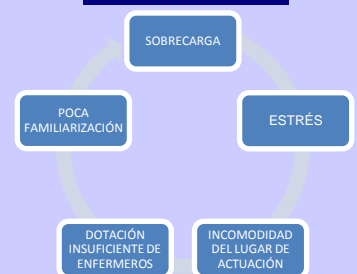 SOBRECARGA
ESTRÉS
INCOMODIDAD
DEL LUGAR DE
ACTUACIÓN
DOTACIÓN
INSUFICIENTE DE
ENFERMEROS
POCA
FAMILIARIZACIÓN